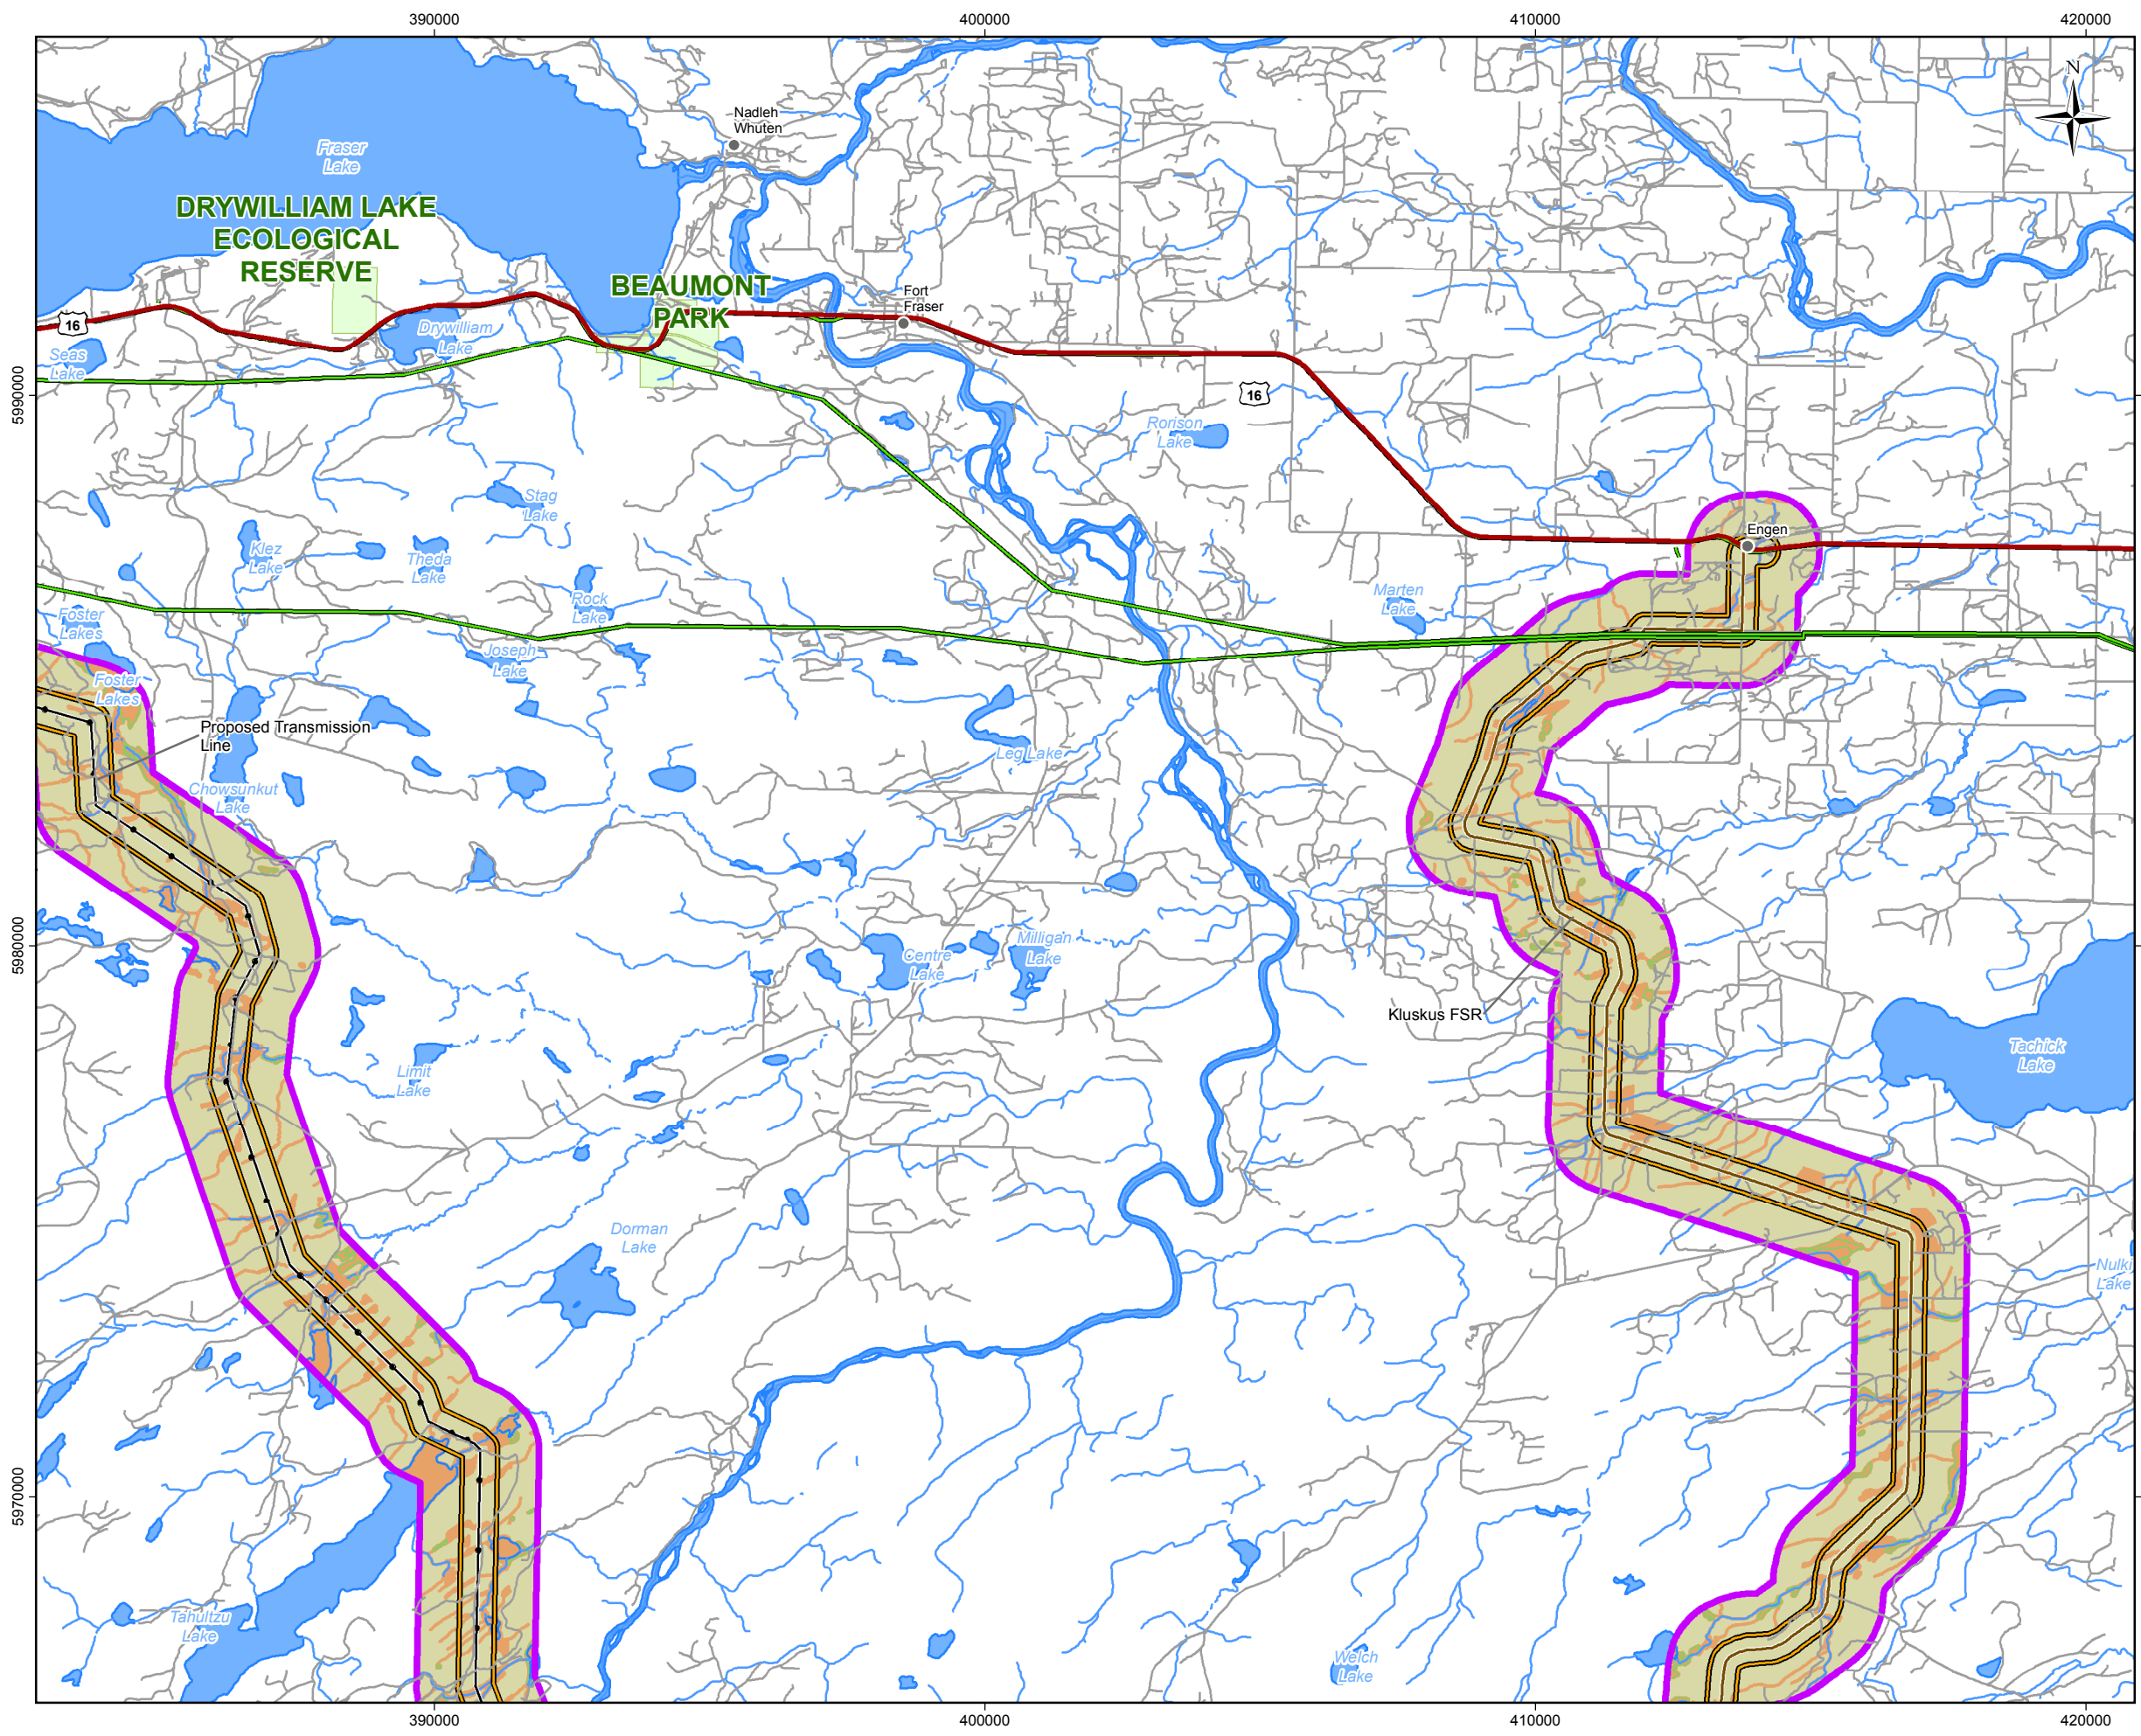 390000
400000
410000
420000
N
Nadleh
Whuten
Fraser
Lake
DRYWILLIAM LAKE
ECOLOGICAL
RESERVE
BEAUMONT
PARK
Fort
Fraser
16
Drywilliam
Lake
Seas
Lake
5990000
16
Rorison
Lake
Stag
Lake
Engen
Klez
Lake
Theda
Lake
Rock
Lake
Marten
Lake
Foster
Lakes
Joseph
Lake
Foster
Lakes
Proposed Transmission
Line
Leg Lake
Chowsunkut
Lake
5980000
Centre
Lake
Milligan
Lake
Kluskus FSR
Tachick
Lake
Limit
Lake
Dorman
Lake
Nulki
Lake
5970000
Tahultzu
Lake
Welch
Lake
390000
400000
410000
420000